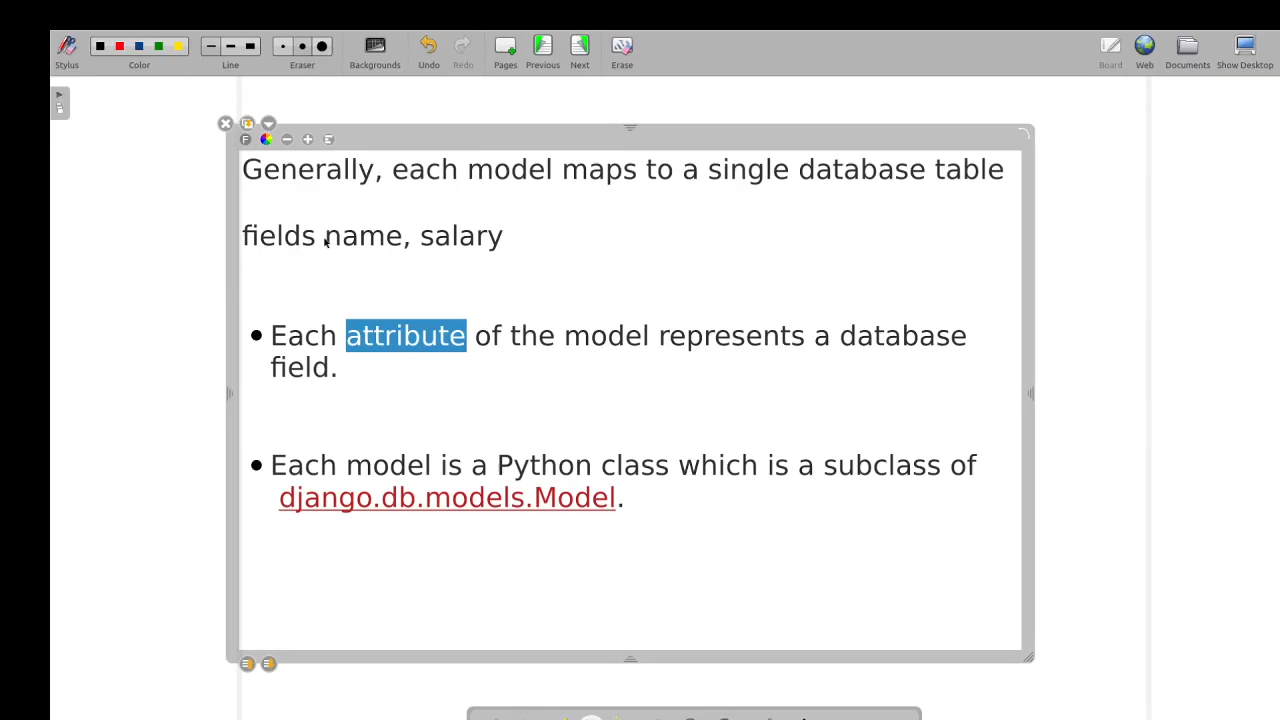 Stylus
Color
Line
Eraser
Backgrounds
Undo
Redo
Pages
Previous
Next
Erase
Board
Web
Documents
Show Desktop
Generally, each model maps to a single database table
fields name, salary
Each attribute of the model represents a database
field.
Each model is a Python class which is a subclass of
django.db.models.Model.